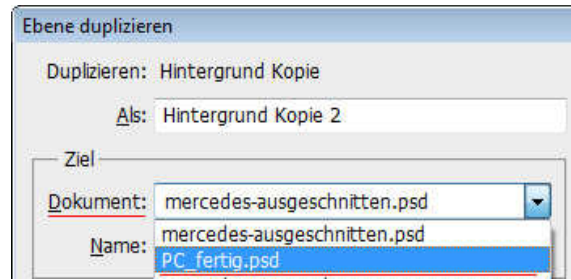 Ebene duplizieren
Duplizieren: Hintergrund Kopie
Als: Hintergrund Kopie 2
Ziel
Dokument: mercedes-ausgeschnitten.psd
mercedes-ausgeschnitten.psd
Name: PC_fertig.psd